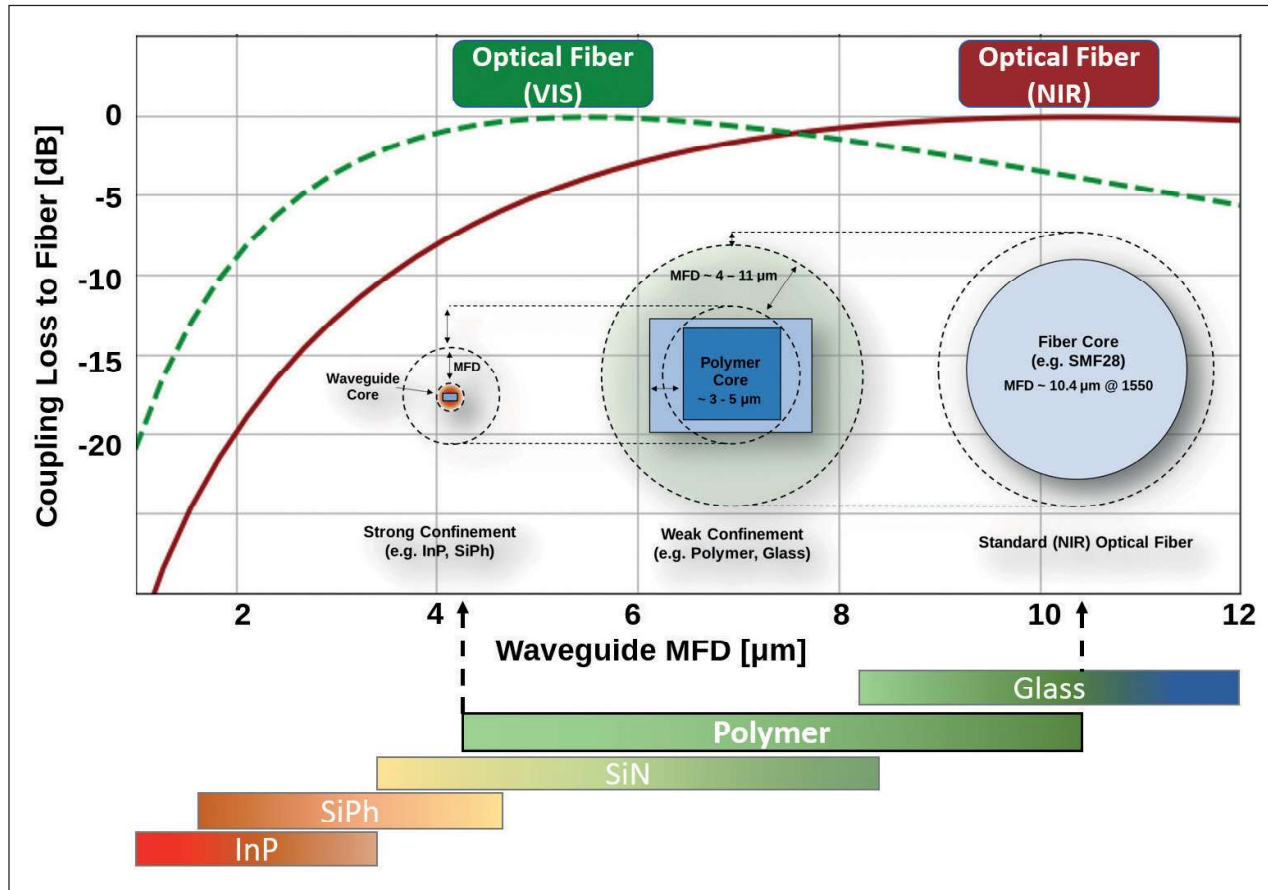 Optical Fiber
(VIS)
Optical Fiber
(NIR)
Coupling Loss to Fiber [dB]
0
-5
-10
-15
-20
MFD ~ 4 – 11 µm
MFD
Waveguide
Core
Polymer
Core
~ 3 - 5 µm
Fiber Core
(e.g. SMF28)
MFD ~ 10.4 µm @ 1550
Strong Confinement
(e.g. InP, SiPh)
Weak Confinement
(e.g. Polymer, Glass)
Standard (NIR) Optical Fiber
2 4 6 8 10 12
Waveguide MFD [µm]
Glass
Polymer
SiN
SiPh
InP